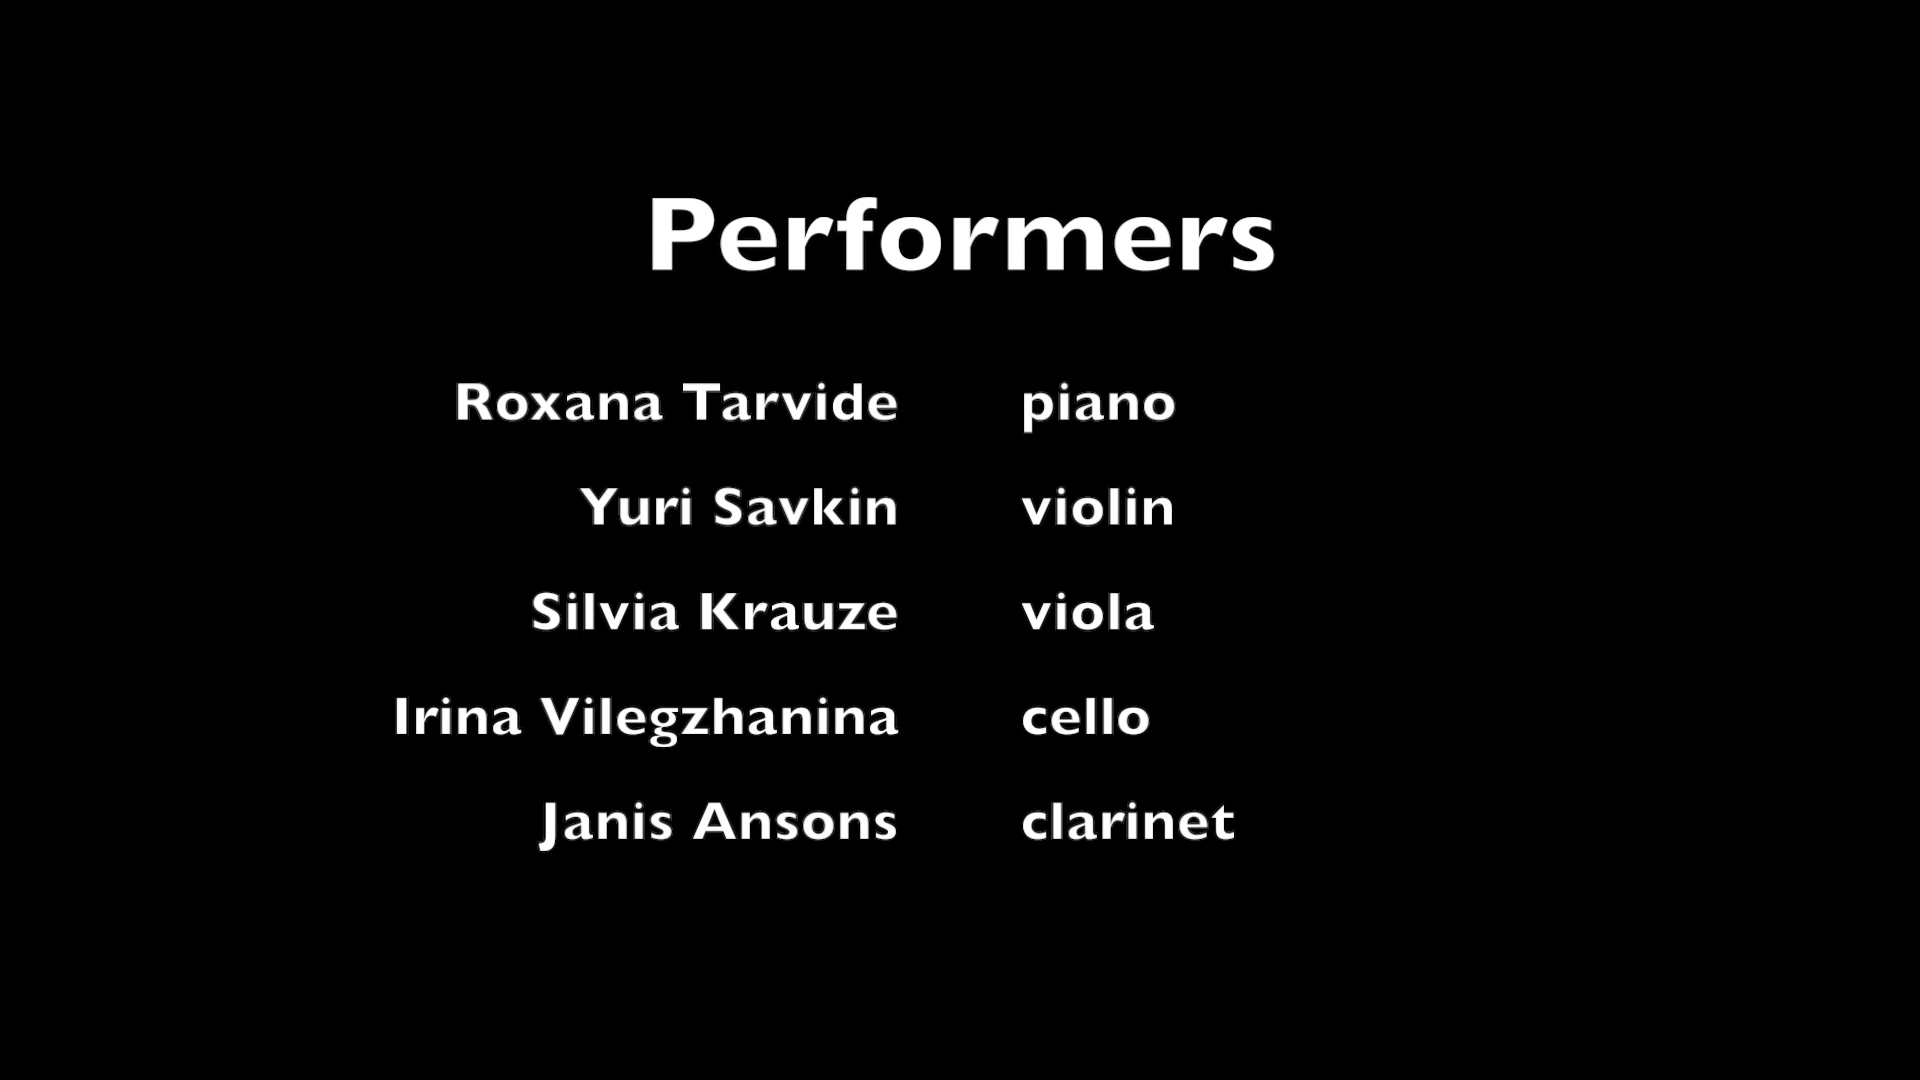 Performers
Roxana Tarvide piano
Yuri Savkin violin
Silvia Krauze viola
Irina Vilegzhanina cello
Janis Ansons clarinet